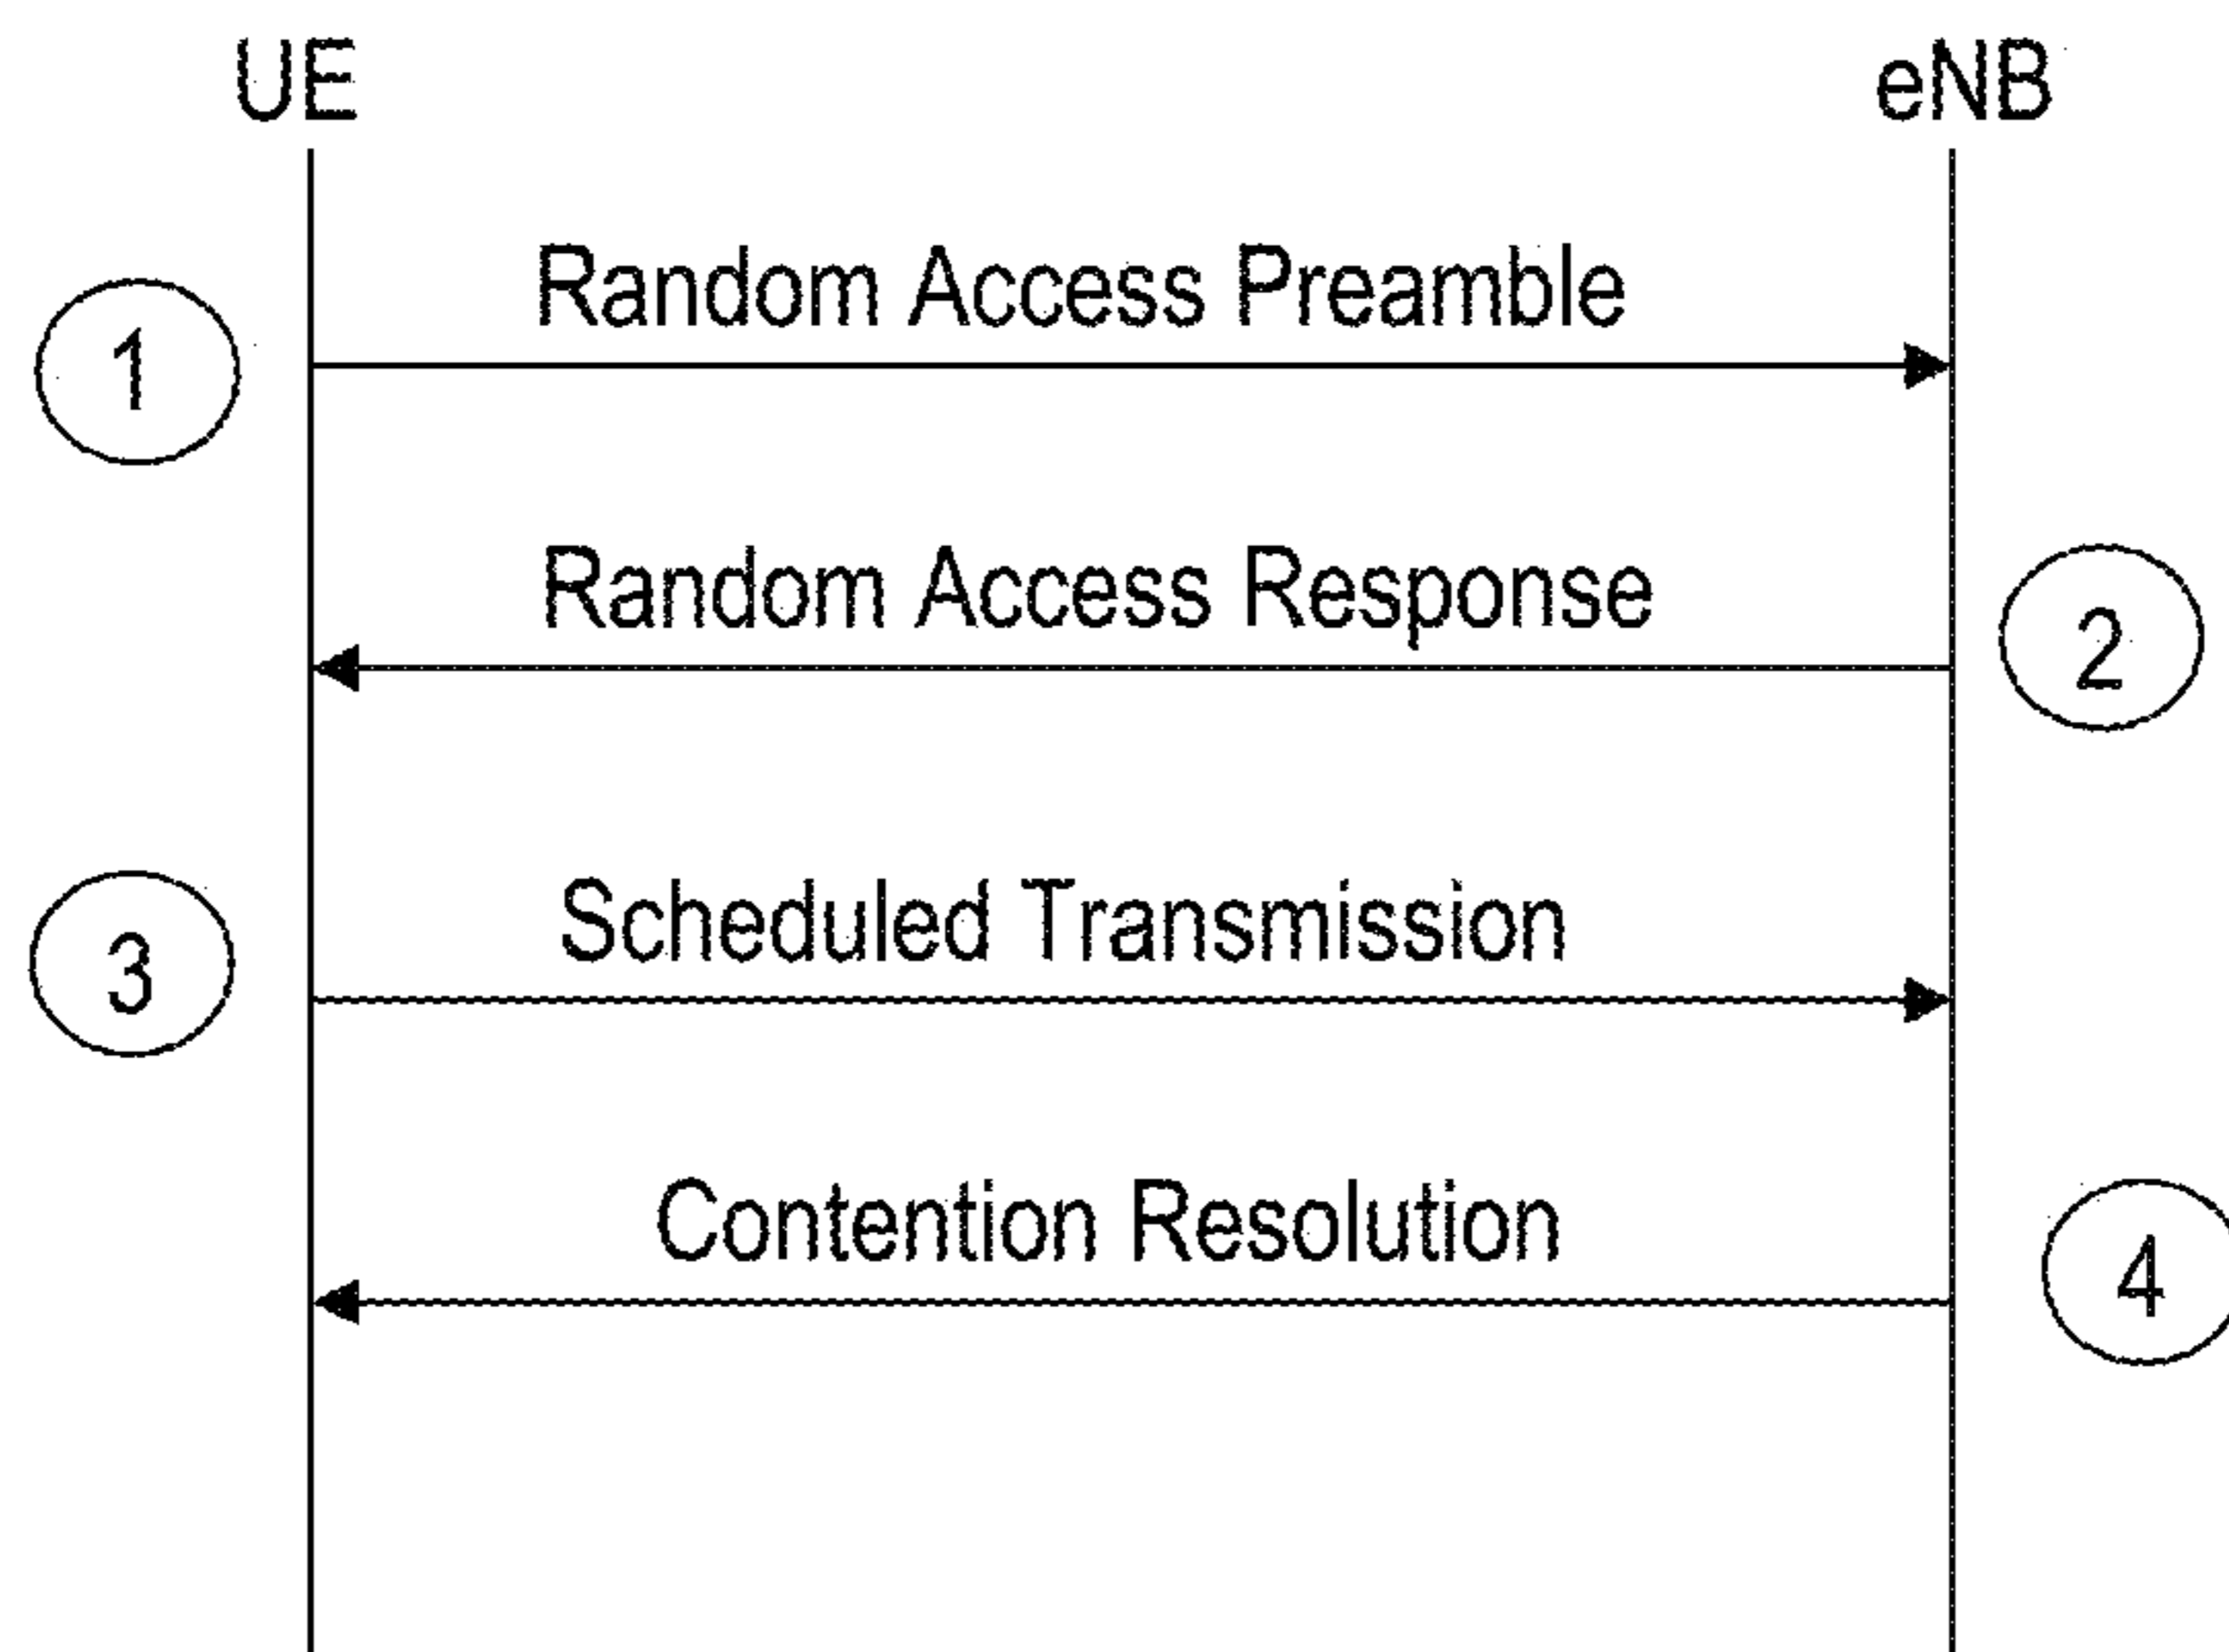 UE eNB
Random Access Preamble
1
Random Access Response
2
Scheduled Transmission
3
Contention Resolution
4